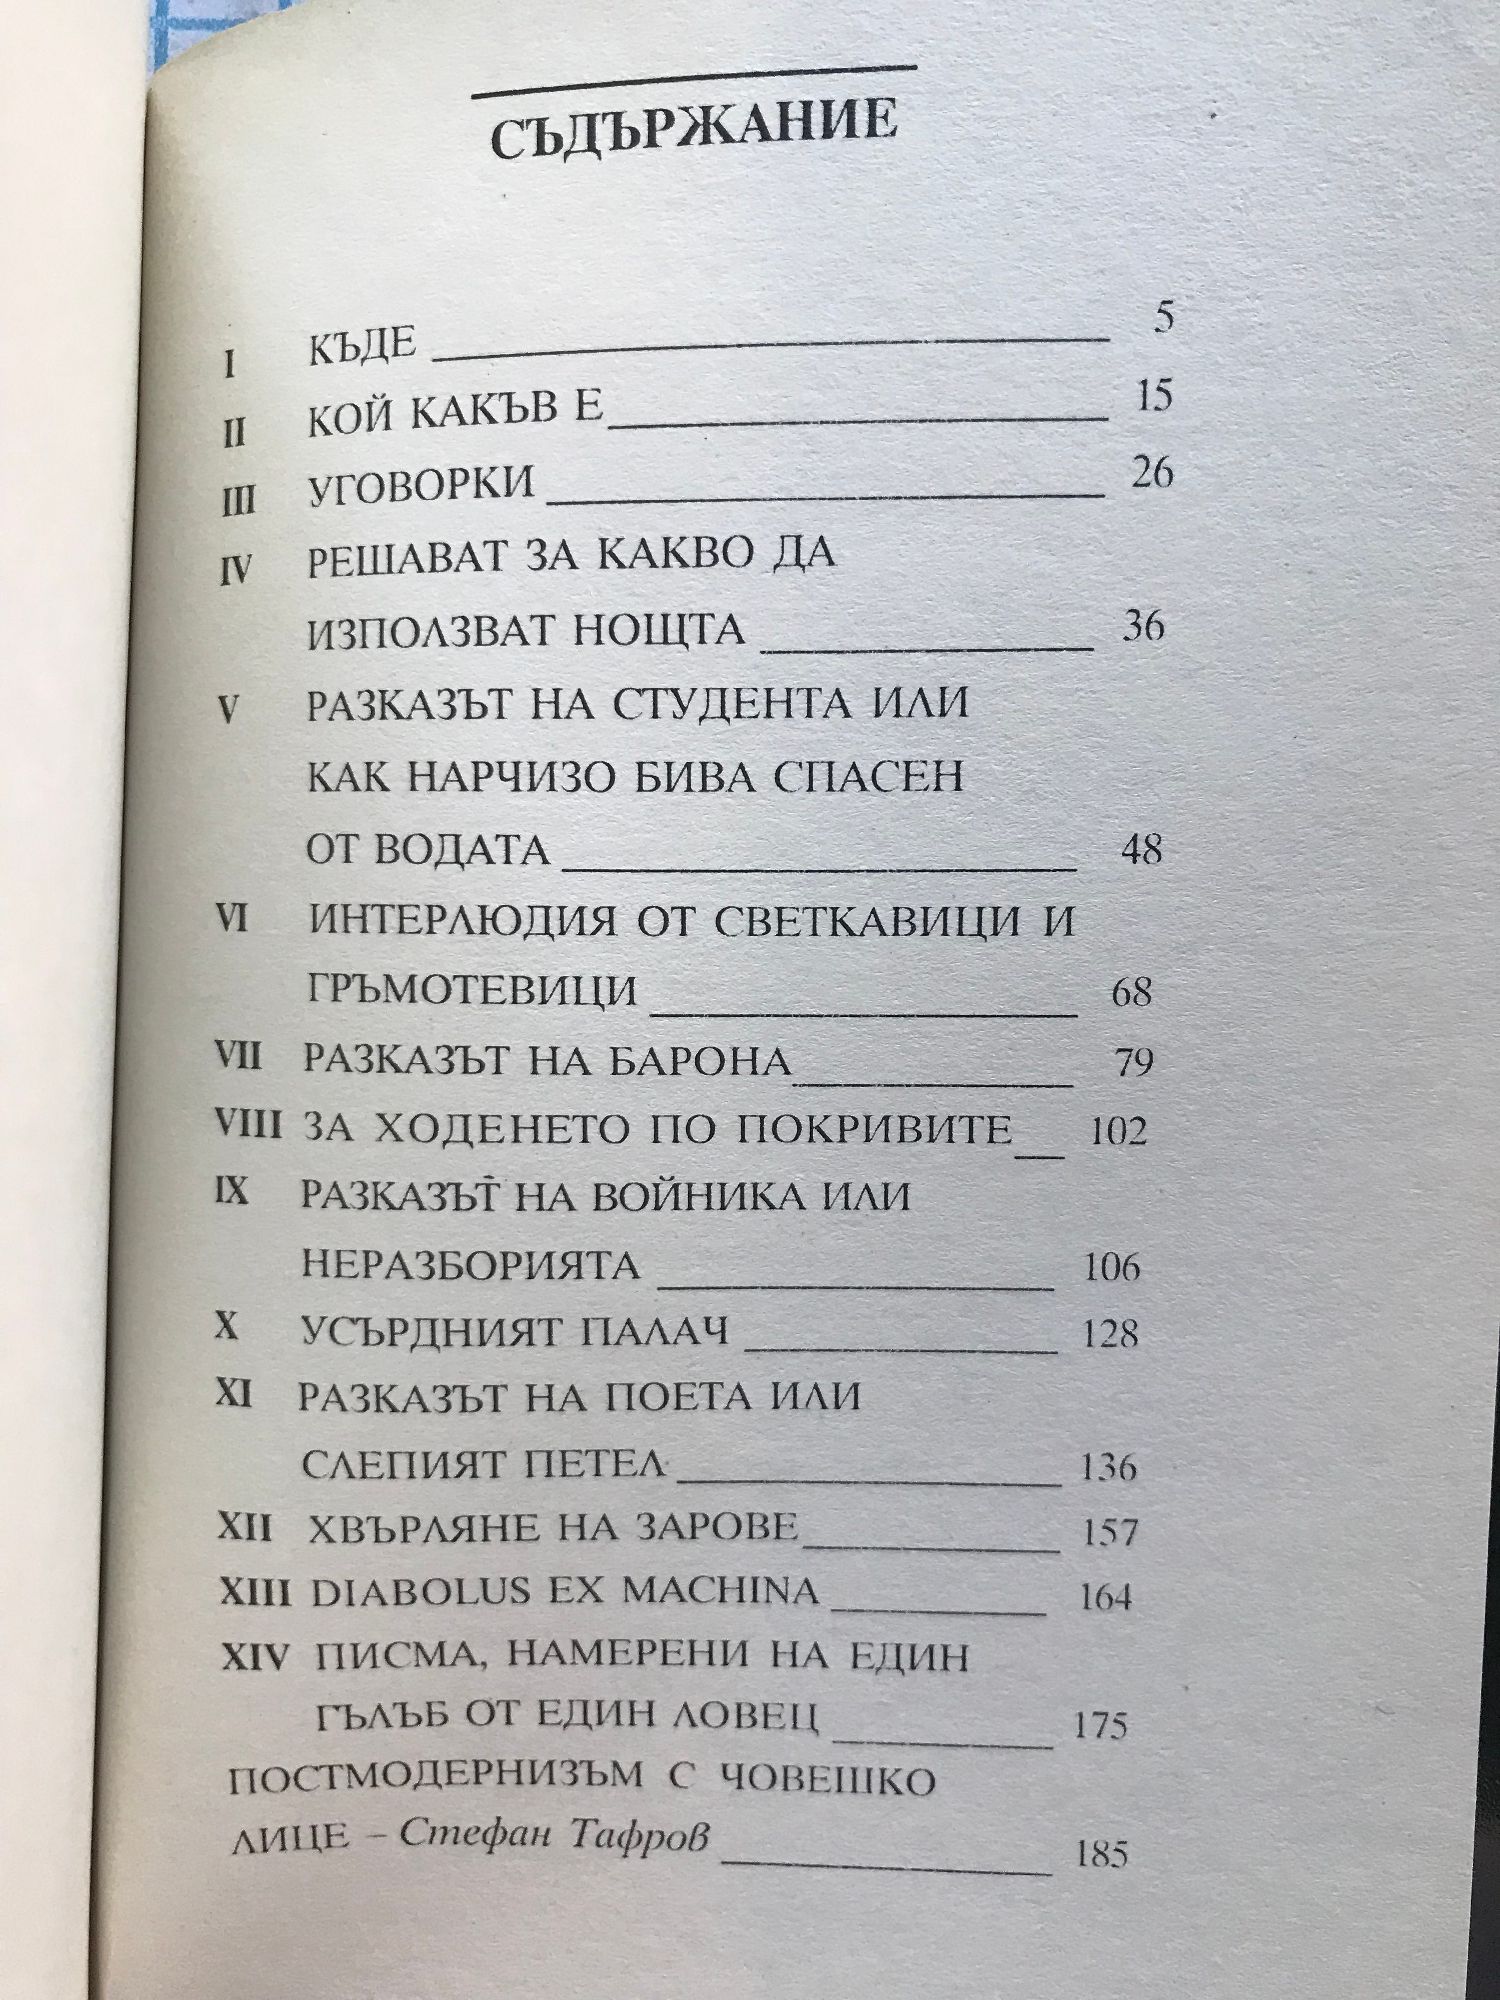 СЪДЪРЖАНИЕ
I КЪДЕ 5
II КОЙ КАКЪВ Е 15
III УГОВОРКИ 26
IV РЕШАВАТ ЗА КАКВО ДА
ИЗПОЛЗВАТ НОЩТА 36
V РАЗКАЗЪТ НА СТУДЕНТА ИЛИ
КАК НАРЧИЗО БИВА СПАСЕН
ОТ ВОДАТА 48
VI ИНТЕРЛЮДИЯ ОТ СВЕТКАВИЦИ И
ГРЪМОТЕВИЦИ 68
VII РАЗКАЗЪТ НА БАРОНА 79
VIII ЗА ХОДЕНЕТО ПО ПОКРИВИТЕ 102
IX РАЗКАЗЪТ НА ВОЙНИКА ИЛИ
НЕРАЗБОРИЯТА 106
X УСЪРДНИЯТ ПАЛАЧ 128
XI РАЗКАЗЪТ НА ПОЕТА ИЛИ
СЛЕПИЯТ ПЕТЕЛ 136
XII ХВЪРЛЯНЕ НА ЗАРОВЕ 157
XIII DIABOLUS EX MACHINA 164
XIV ПИСМА, НАМЕРЕНИ НА ЕДИН
ГЪЛЪБ ОТ ЕДИН ЛОВЕЦ 175
ПОСТМОДЕРНИЗЪМ С ЧОВЕШКО
ЛИЦЕ – Стефан Тафров 185